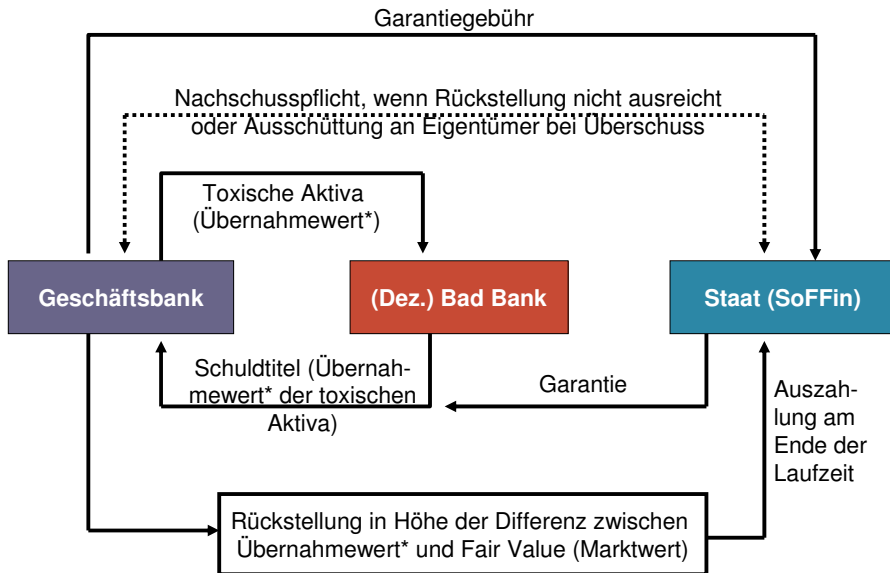 Garantiegebühr
Nachschusspflicht, wenn Rückstellung nicht ausreicht
oder Ausschüttung an Eigentümer bei Überschuss
Toxische Aktiva
(Übernahmewert*)
Geschäftsbank
(Dez.) Bad Bank
Staat (SoFFin)
Schuldtitel (Übernah-
mewert* der toxischen
Aktiva)
Garantie
Auszah-
lung am
Ende der
Laufzeit
Rückstellung in Höhe der Differenz zwischen
Übernahmewert* und Fair Value (Marktwert)